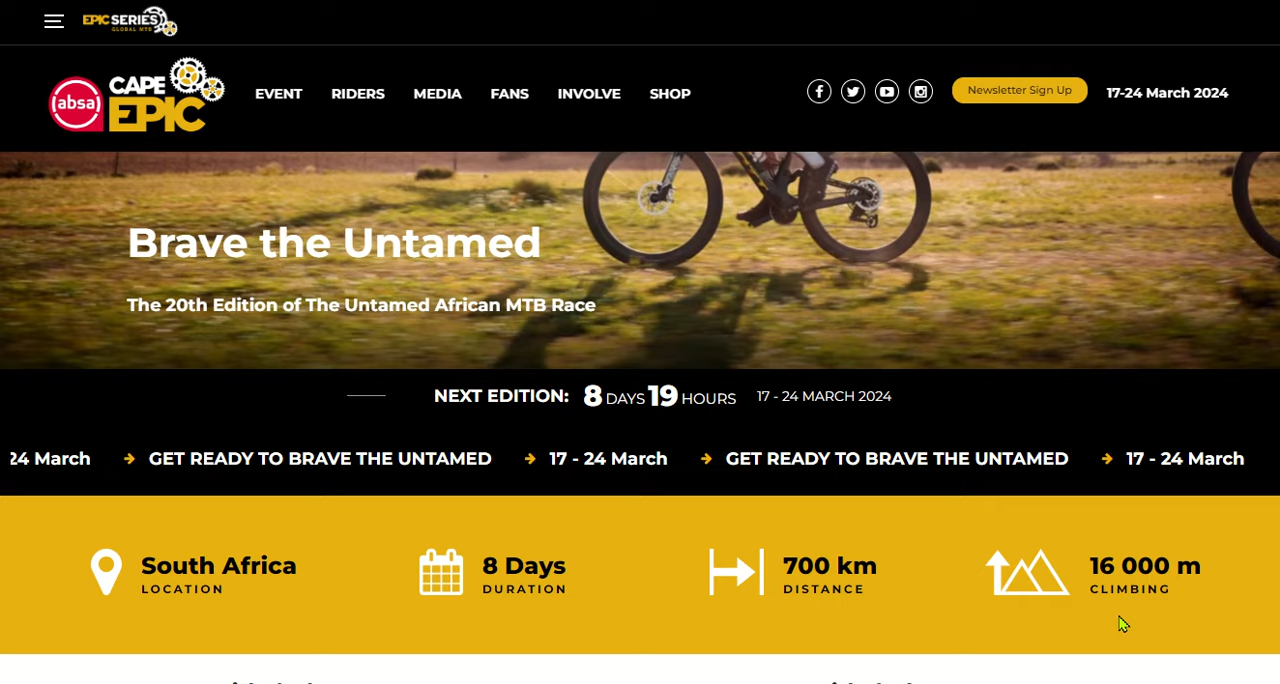 EPIC SERIES
GLOBAL MTB
absa CAPE EPIC
EVENT RIDERS MEDIA FANS INVOLVE SHOP
Newsletter Sign Up 17-24 March 2024
Brave the Untamed
The 20th Edition of The Untamed African MTB Race
NEXT EDITION: 8 DAYS 19 HOURS 17 - 24 MARCH 2024
24 March → GET READY TO BRAVE THE UNTAMED → 17 - 24 March → GET READY TO BRAVE THE UNTAMED → 17 - 24 March
South Africa 8 Days 700 km 16 000 m
LOCATION DURATION DISTANCE CLIMBING